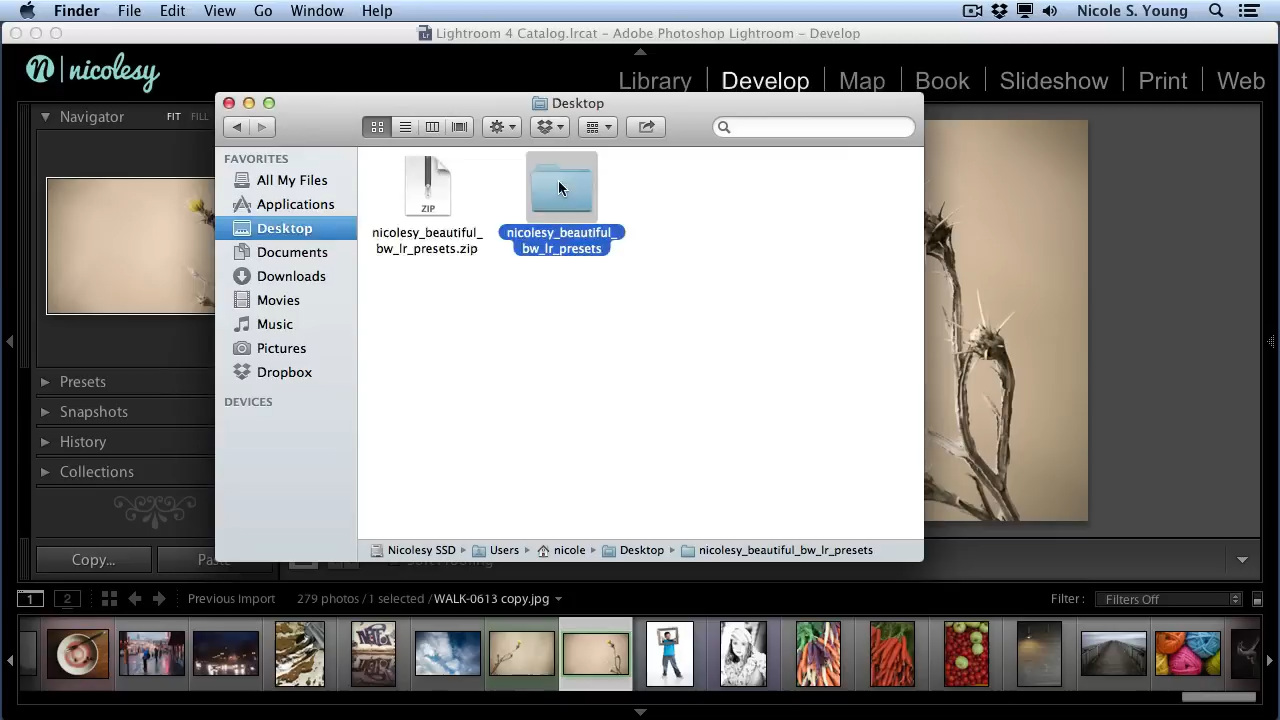 Finder File Edit View Go Window Help Nicole S. Young
Lightroom 4 Catalog.lrcat – Adobe Photoshop Lightroom – Develop
n | nicolesy
Library | Develop | Map | Book | Slideshow | Print | Web
Desktop
Navigator FIT FILL
FAVORITES
All My Files
Applications
Desktop
Documents
Downloads
Movies
Music
Pictures
Dropbox
DEVICES
ZIP
nicolesy_beautiful_
bw_lr_presets.zip
nicolesy_beautiful_
bw_lr_presets
Presets
Snapshots
History
Collections
Nicolesy SSD Users nicole Desktop nicolesy_beautiful_bw_lr_presets
Copy...
1 2 Previous Import 279 photos / 1 selected / WALK-0613 copy.jpg Filter : Filters Off